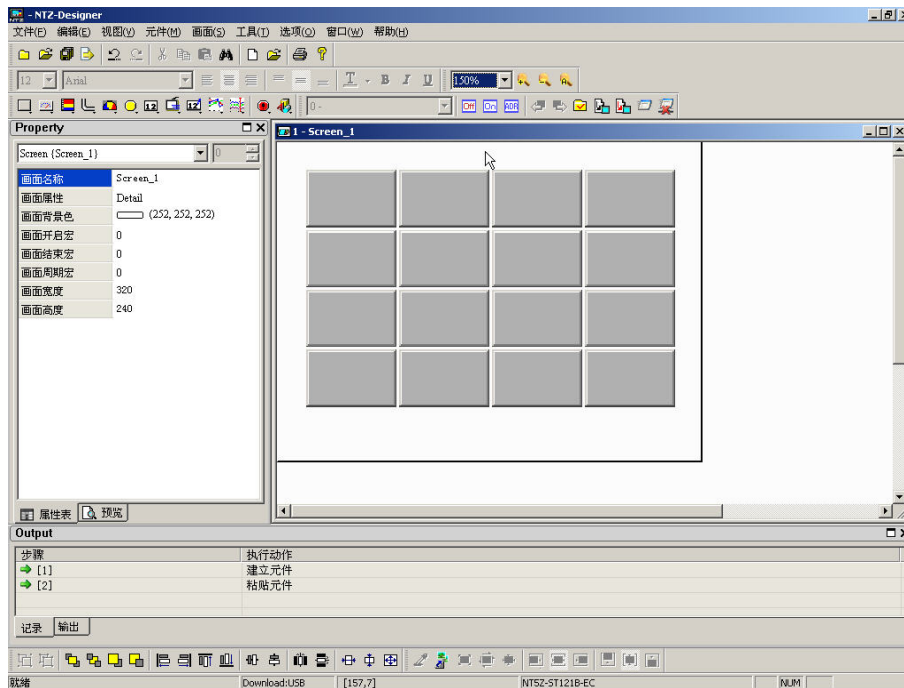 - NTZ-Designer
文件(F) 编辑(E) 视图(V) 元件(M) 画面(S) 工具(T) 选项(O) 窗口(W) 帮助(H)
12 Arial T B I U 150%
12 0 - Off On ADR
Property
1 - Screen_1
Screen {Screen_1} 0
画面名称 Screen_1
画面属性 Detail
画面背景色 (252, 252, 252)
画面开启宏 0
画面结束宏 0
画面周期宏 0
画面宽度 320
画面高度 240
属性表 预览
Output
步骤 执行动作
[1] 建立元件
[2] 粘贴元件
记录 输出
就绪 Download:USB [157,7] NT5Z-ST121B-EC NUM